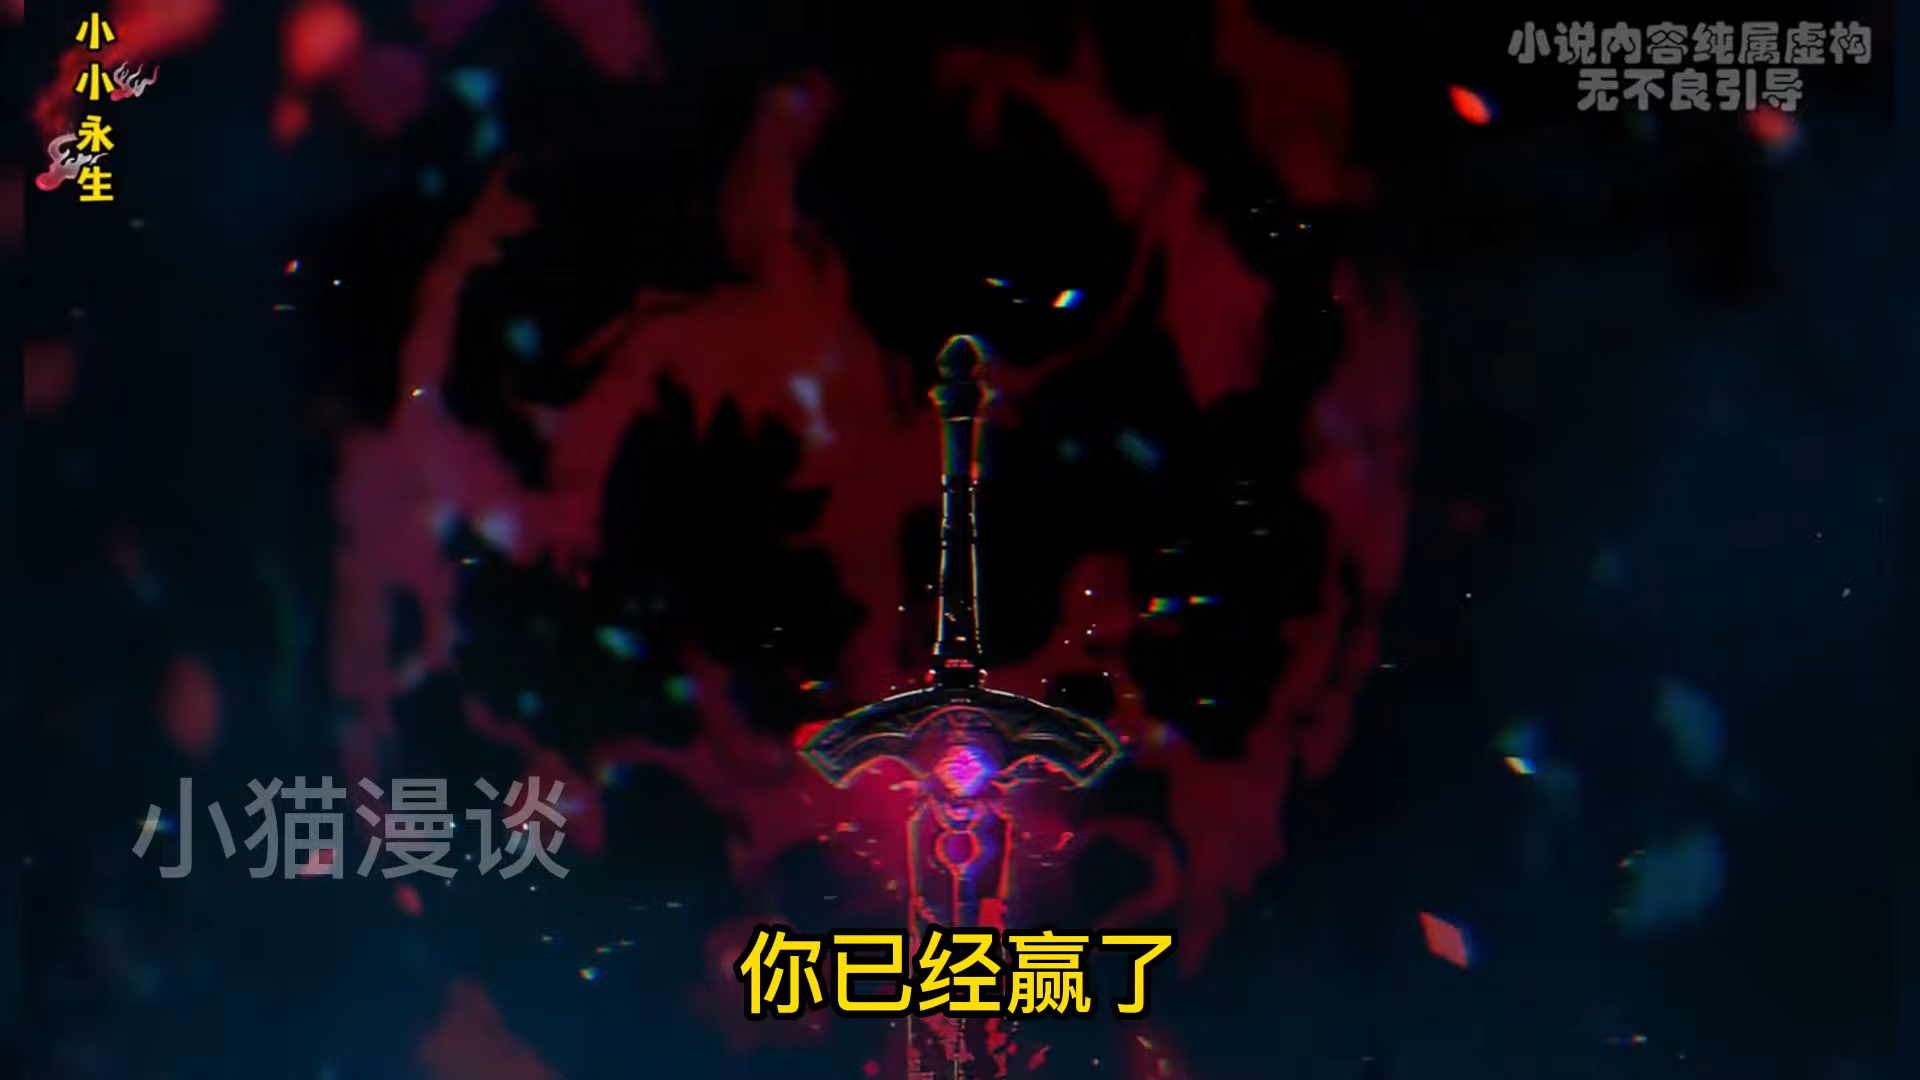 小小永生
小说内容纯属虚构
无不良引导
小猫漫谈
你已经赢了